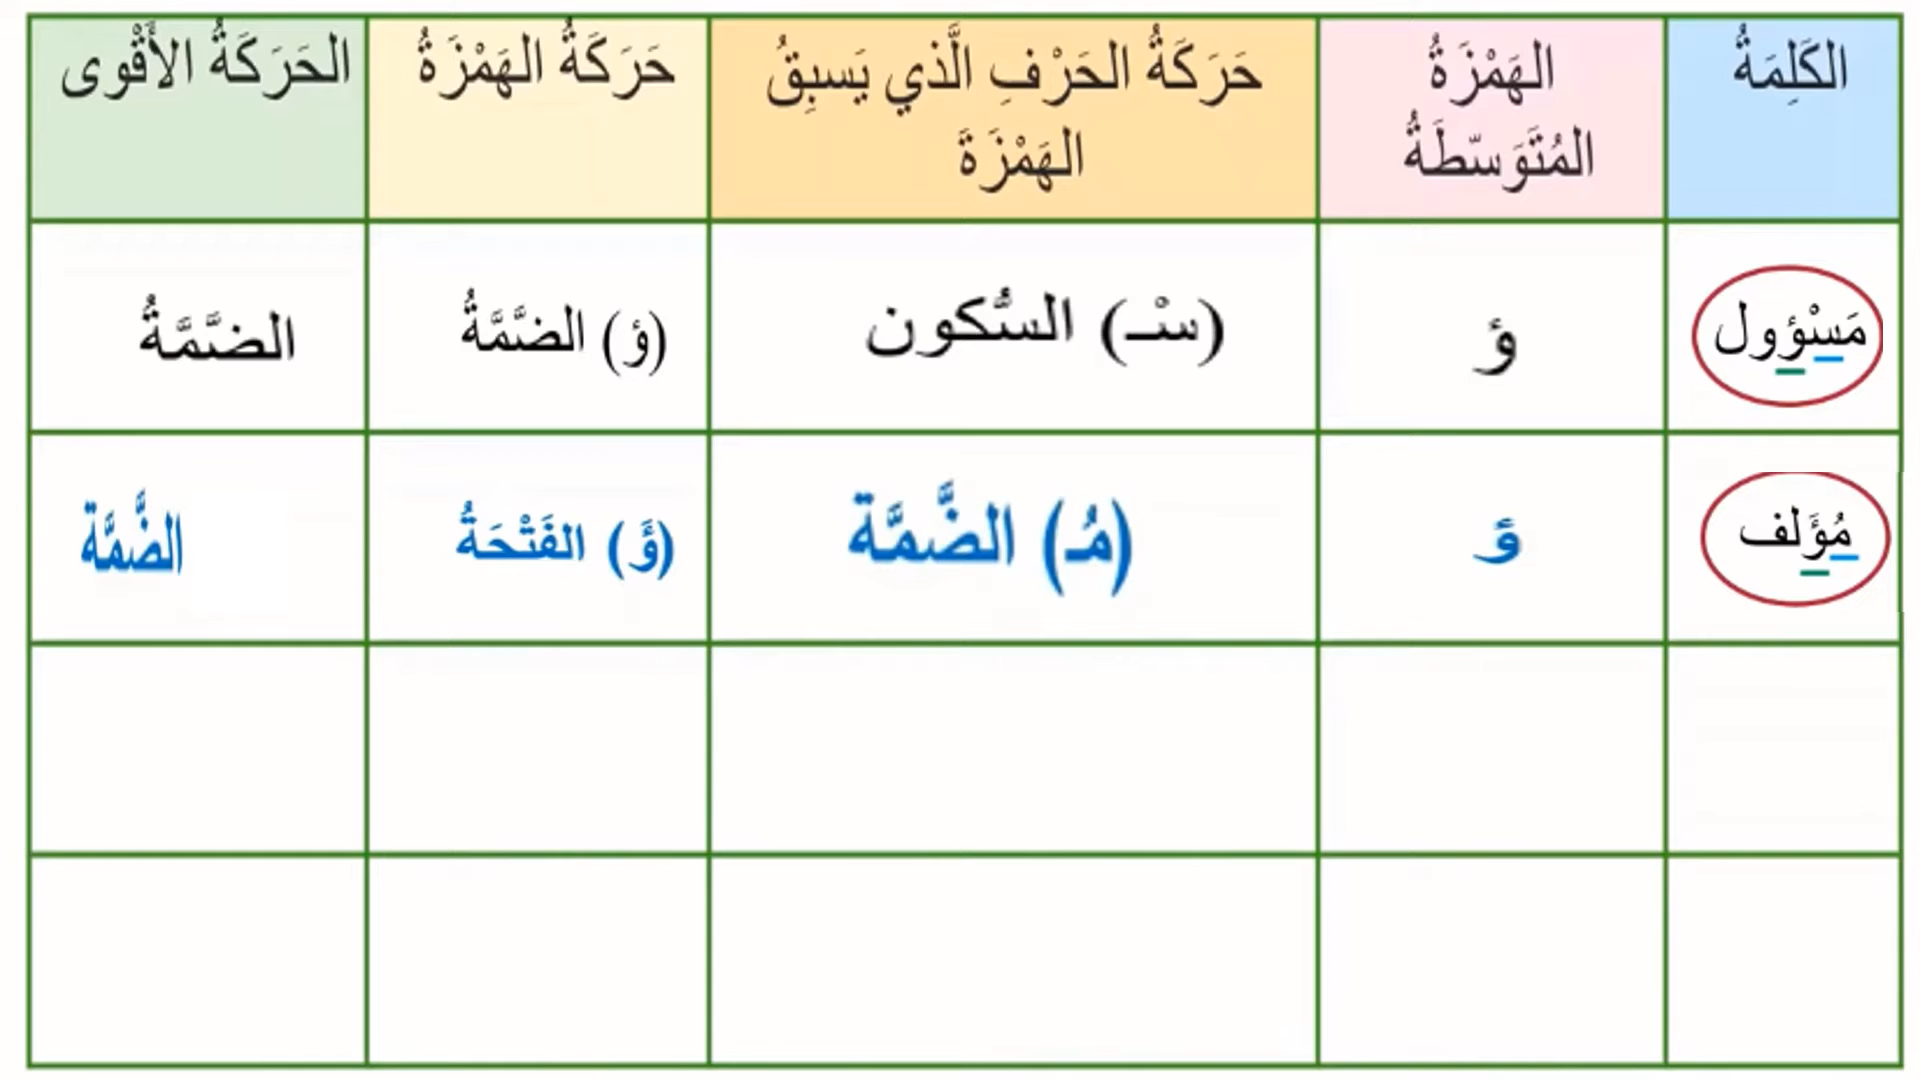 الكَلِمَةُ
الهَمْزَةُ
المُتَوَسّطَةُ
حَرَكَةُ الحَرْفِ الَّذي يَسبِقُ
الهَمْزَةَ
حَرَكَةُ الهَمْزَةُ
الحَرَكَةُ الأَقْوى
مَسْؤول
ؤ
(سْـ) السُّكون
(ؤ) الضَّمَّةُ
الضَّمَّةُ
مُؤَلف
ؤَ
(مُـ) الضَّمَّة
(ؤَ) الفَتْحَةُ
الضَّمَّة